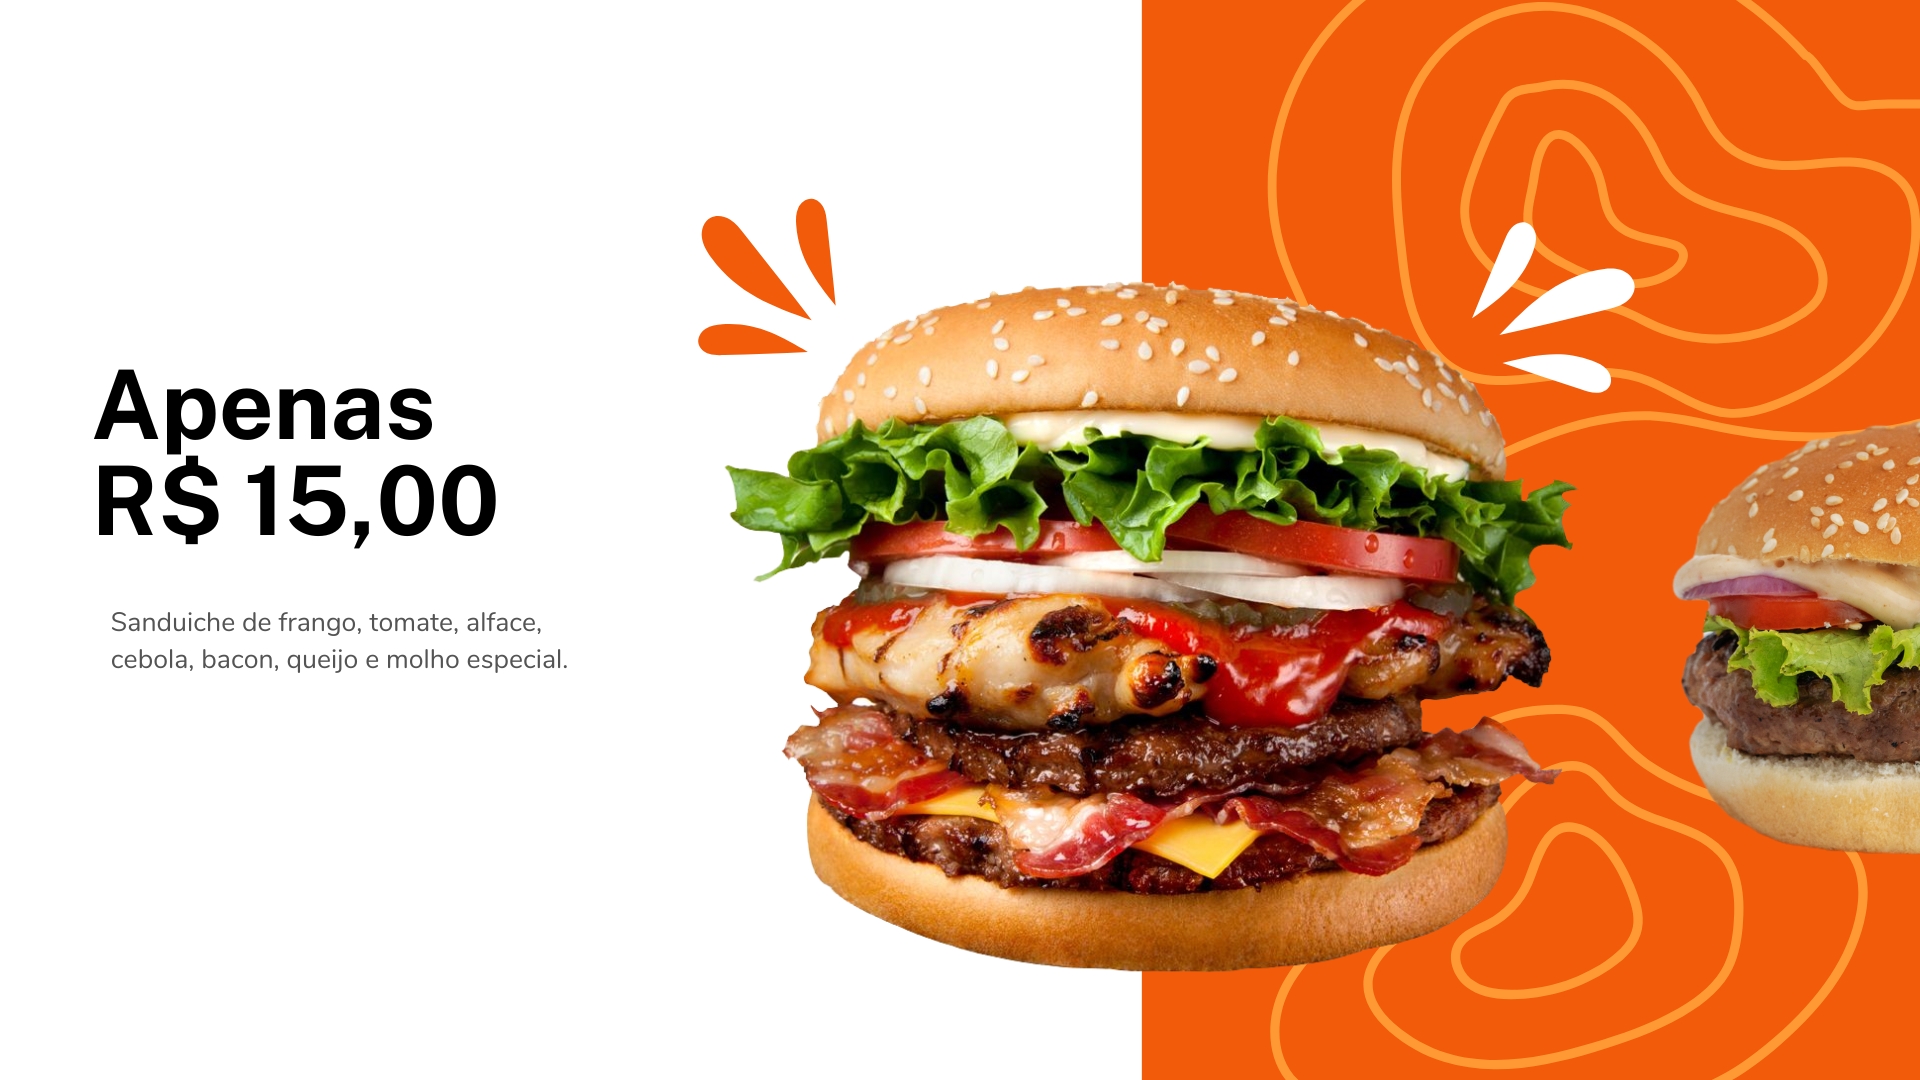 Apenas
R$ 15,00
Sanduiche de frango, tomate, alface,
cebola, bacon, queijo e molho especial.